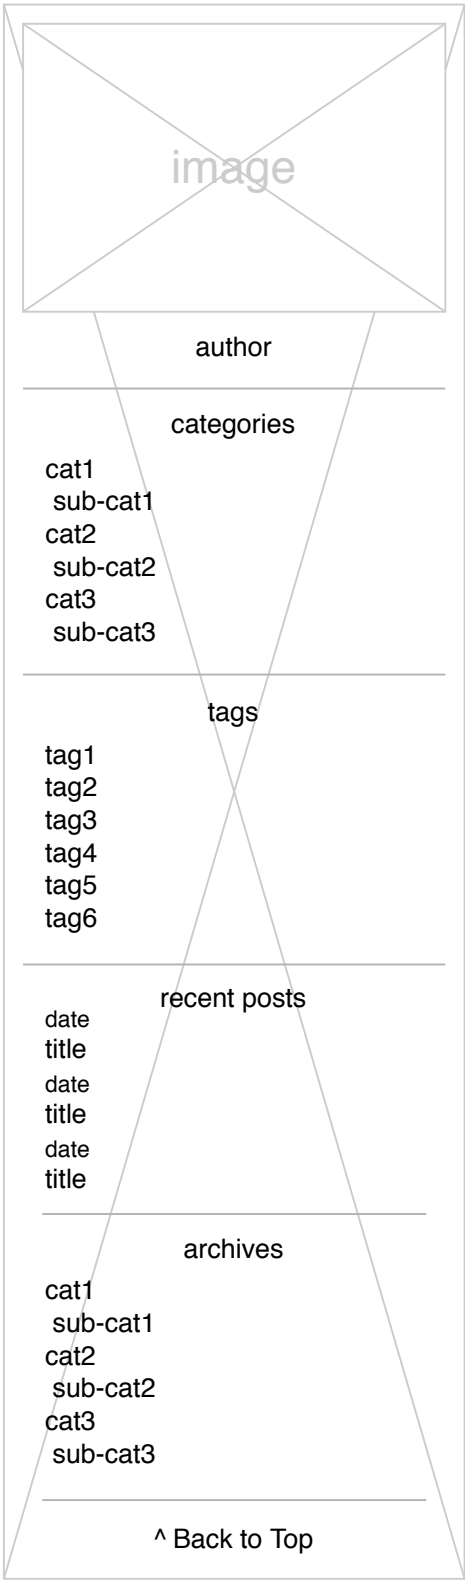 image
author
categories
cat1
sub-cat1
cat2
sub-cat2
cat3
sub-cat3
tags
tag1
tag2
tag3
tag4
tag5
tag6
recent posts
date
title
date
title
date
title
archives
cat1
sub-cat1
cat2
sub-cat2
cat3
sub-cat3
^ Back to Top